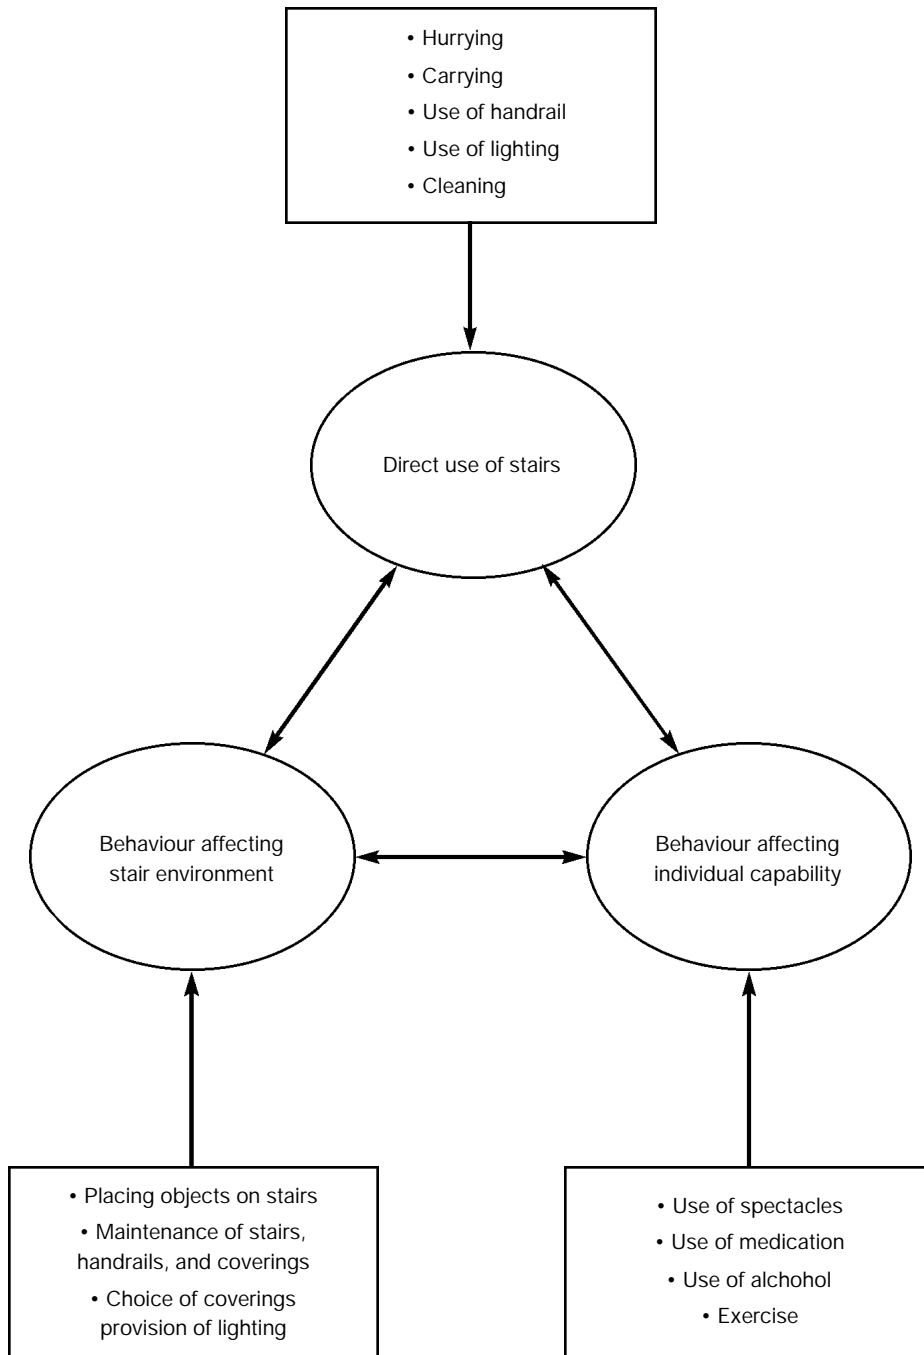 • Hurrying
• Carrying
• Use of handrail
• Use of lighting
• Cleaning
Direct use of stairs
Behaviour affecting
stair environment
Behaviour affecting
individual capability
• Placing objects on stairs
• Maintenance of stairs,
handrails, and coverings
• Choice of coverings
provision of lighting
• Use of spectacles
• Use of medication
• Use of alchohol
• Exercise